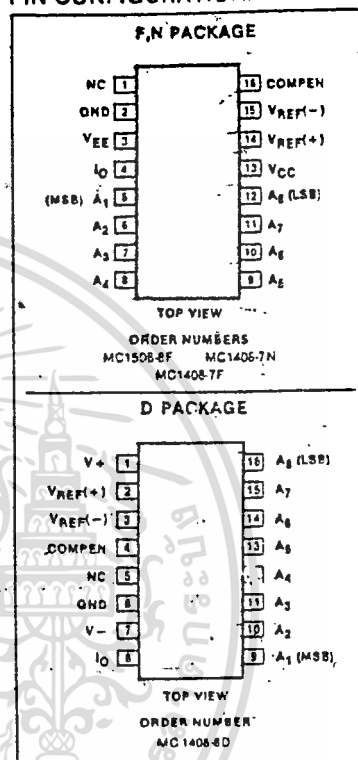 PIN CONFIGURATION
F,N PACKAGE
NC 1
GND 2
VEE 3
IO 4
(MSB) A1 5
A2 6
A3 7
A4 8
16 COMPEN
15 VREF(-)
14 VREF(+)
13 VCC
12 A8 (LSB)
11 A7
10 A6
9 A5
TOP VIEW
ORDER NUMBERS
MC1508-8F MC1408-7N
MC1408-7F
D PACKAGE
V+ 1
VREF(+) 2
VREF(-) 3
COMPEN 4
NC 5
GND 6
V- 7
IO 8
16 A8 (LSB)
15 A7
14 A6
13 A5
A4
11 A3
10 A2
9 A1 (MSB)
TOP VIEW
ORDER NUMBER
MC 1408-8D